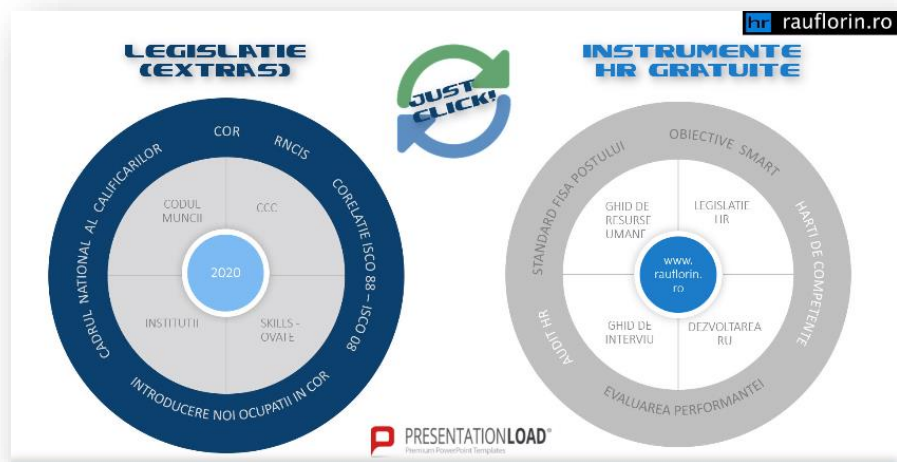 hr rauflorin.ro
LEGISLATIE
(EXTRAS)
JUST
CLICK!
INSTRUMENTE
HR GRATUITE
CADRUL NATIONAL AL CALIFICARILOR
COR
RNCIS
CORELATIE ISCO 88 – ISCO 08
INTRODUCERE NOI OCUPATII IN COR
CODUL
MUNCII
CCC
2020
INSTITUTII
SKILLS -
OVATE
STANDARD FISA POSTULUI
OBIECTIVE SMART
HARTI DE COMPETENTE
EVALUAREA PERFORMANTEI
AUDIT HR
GHID DE
RESURSE
UMANE
LEGISLATIE
HR
www.
rauflorin.
ro
GHID DE
INTERVIU
DEZVOLTAREA
RU
PRESENTATIONLOAD®
Premium PowerPoint Templates